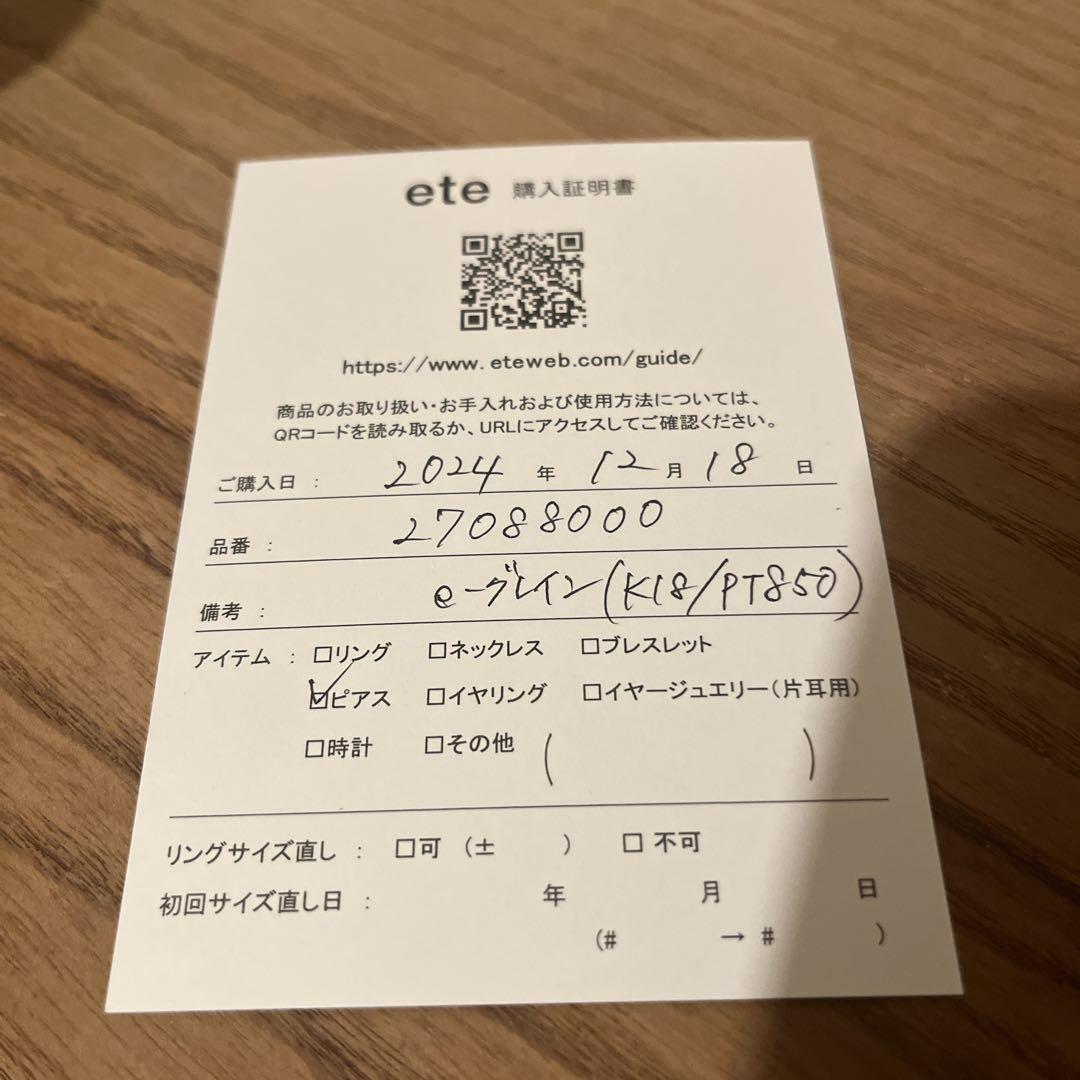 ete 購入証明書
https://www.eteweb.com/guide/
商品のお取り扱い・お手入れおよび使用方法については、
QRコードを読み取るか、URLにアクセスしてご確認ください。
ご購入日 : 2024 年 12 月 18 日
品番 : 27088000
備考 : e-グレイン(K18/PT850)
アイテム : □リング □ネックレス □ブレスレット
☑ピアス □イヤリング □イヤージュエリー(片耳用)
□時計 □その他 ( )
リングサイズ直し : □可 (± ) □ 不可
初回サイズ直し日 : 年 月 日
(# → # )